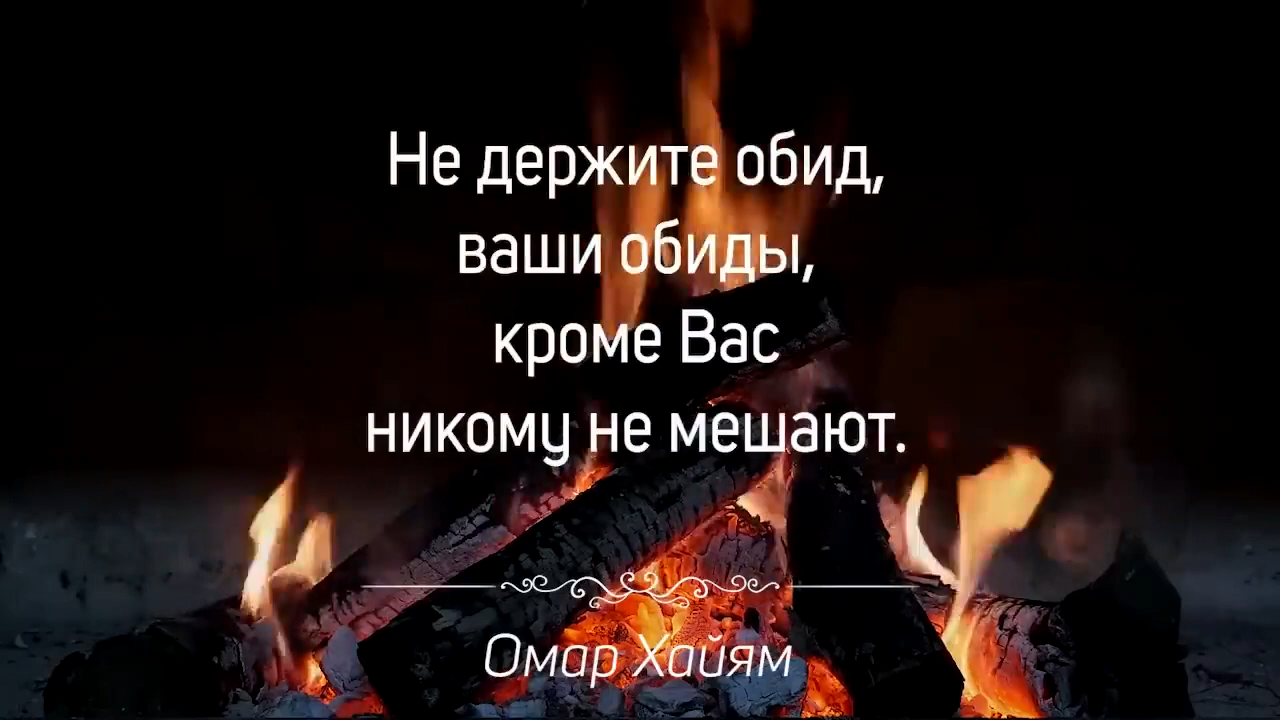 Не держите обид,
ваши обиды,
кроме Вас
никому не мешают.
Омар Хайям